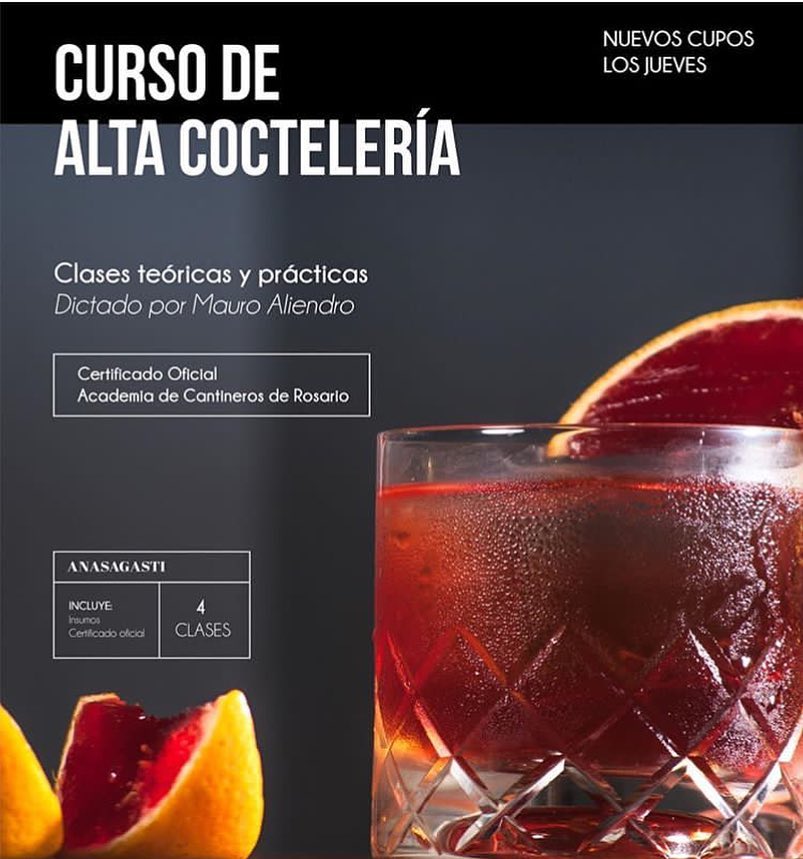 CURSO DE
ALTA COCTELERÍA
NUEVOS CUPOS
LOS JUEVES
Clases teóricas y prácticas
Dictado por Mauro Aliendro
Certificado Oficial
Academia de Cantineros de Rosario
ANASAGASTI
INCLUYE:
Insumos
Certificado oficial
4
CLASES